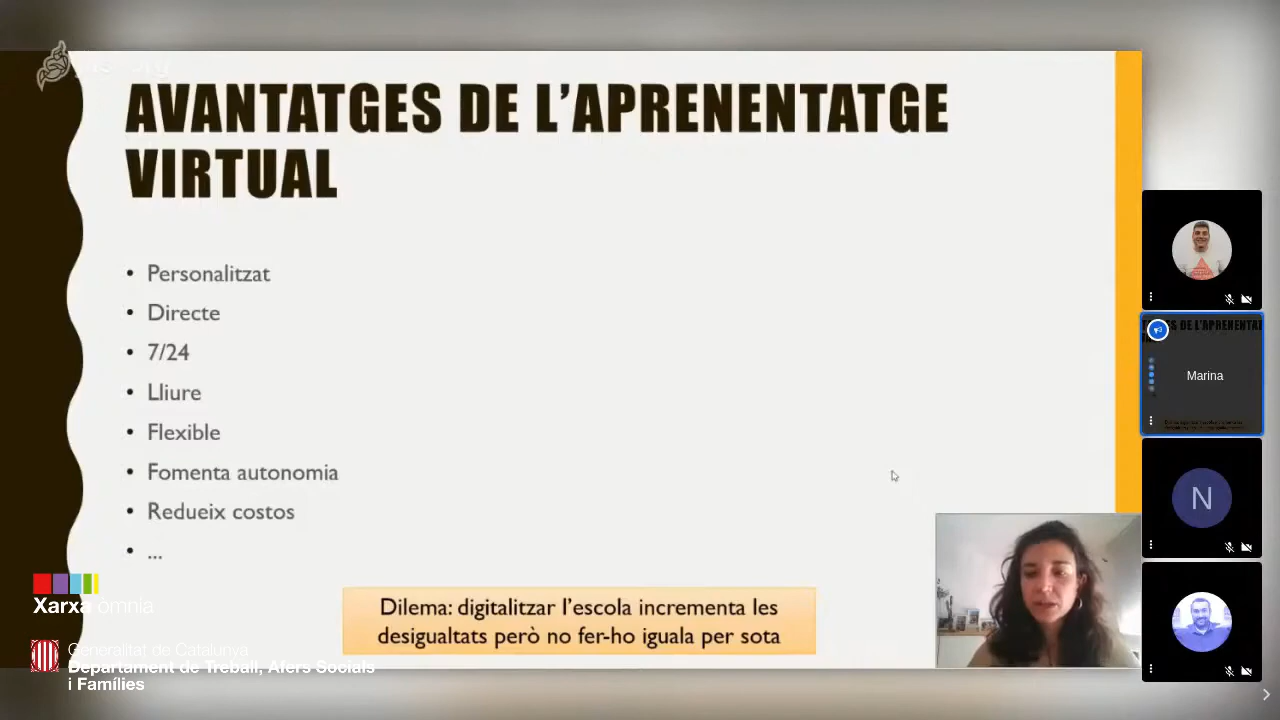 AVANTATGES DE L'APRENENTATGE
VIRTUAL
• Personalitzat
• Directe
• 7/24
• Lliure
• Flexible
• Fomenta autonomia
• Redueix costos
• ...
Dilema: digitalitzar l'escola incrementa les
desigualtats però no fer-ho iguala per sota
Xarxa òmnia
Generalitat de Catalunya
Departament de Treball, Afers Socials
i Famílies
Marina
N